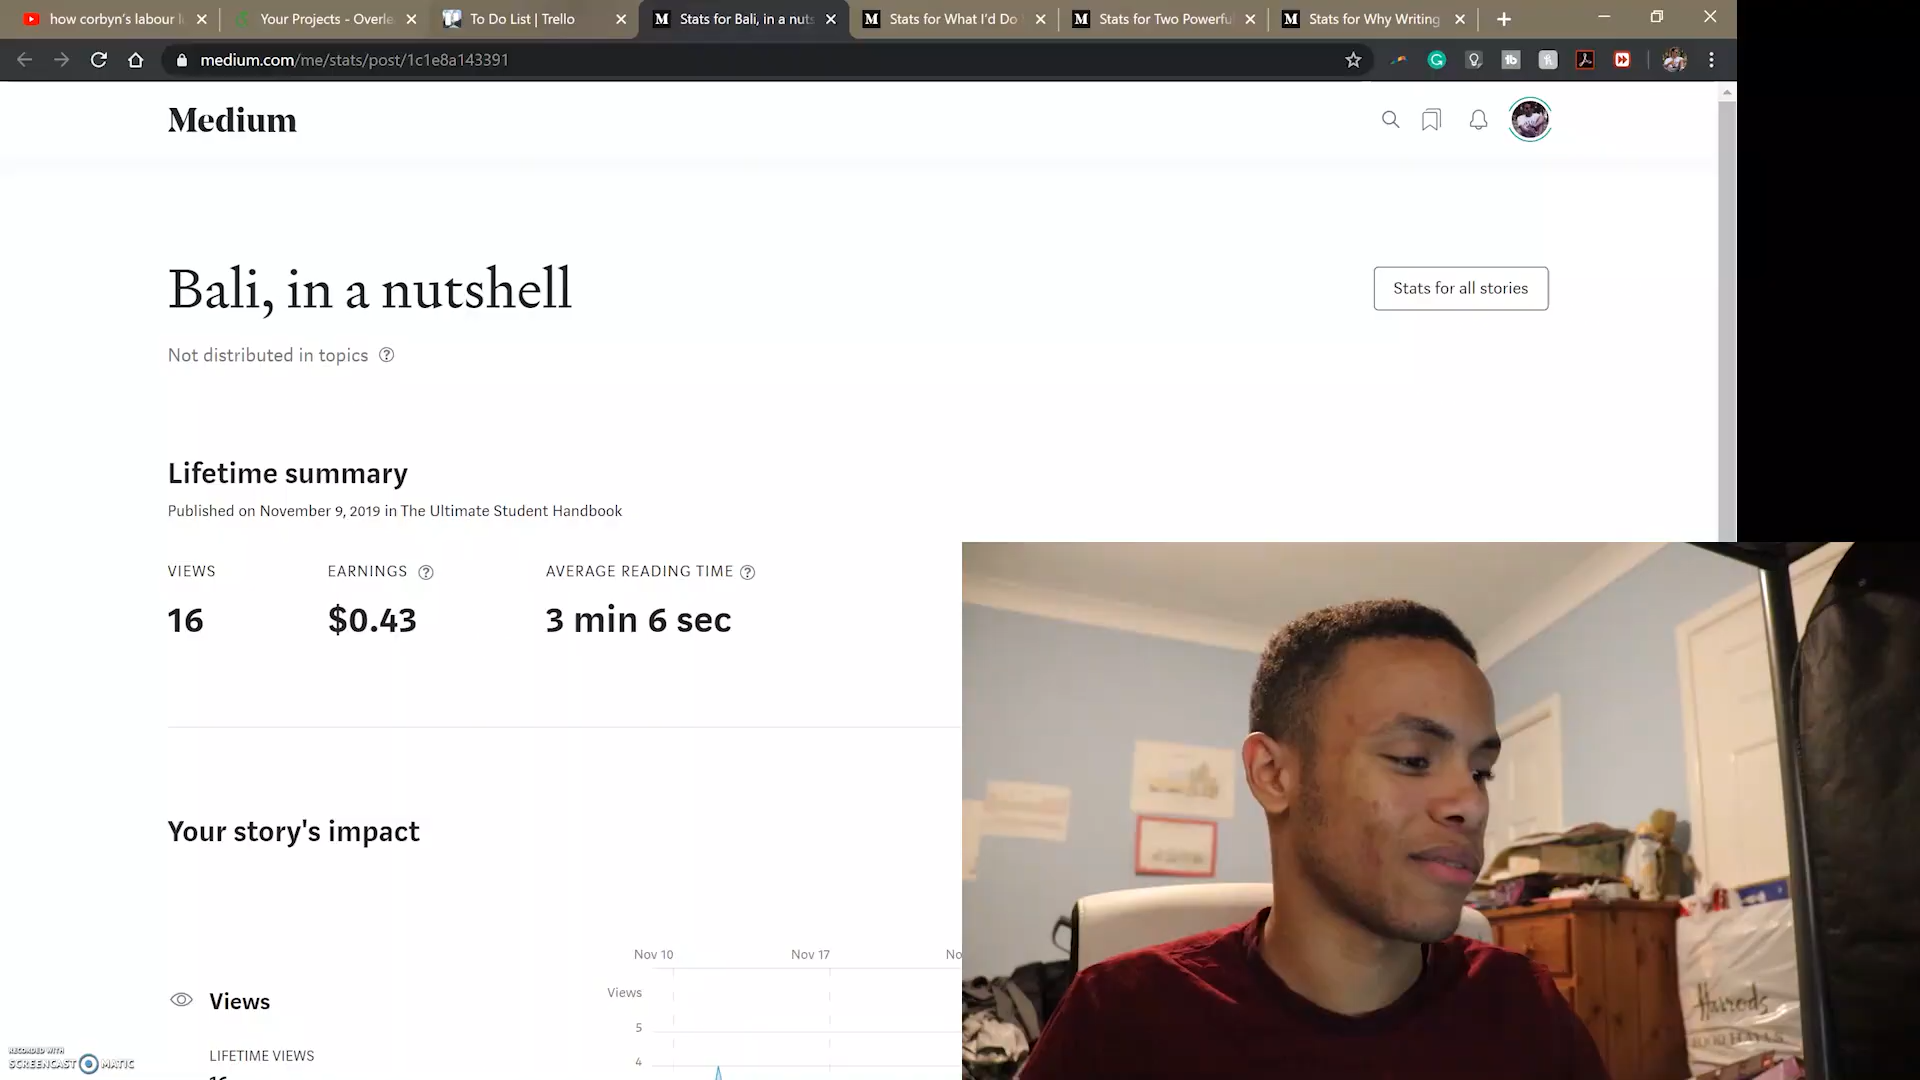 how corbyn's labour
Your Projects - Overle
To Do List | Trello
Stats for Bali, in a nuts
Stats for What I'd Do
Stats for Two Powerfu
Stats for Why Writing
medium.com/me/stats/post/1c1e8a143391
Medium
Bali, in a nutshell
Stats for all stories
Not distributed in topics
Lifetime summary
Published on November 9, 2019 in The Ultimate Student Handbook
VIEWS
EARNINGS
AVERAGE READING TIME
16
$0.43
3 min 6 sec
Your story's impact
Nov 10
Nov 17
No
Views
Views
5
LIFETIME VIEWS
4
Harrods
RECORDED WITH
SCREENCAST MATIC